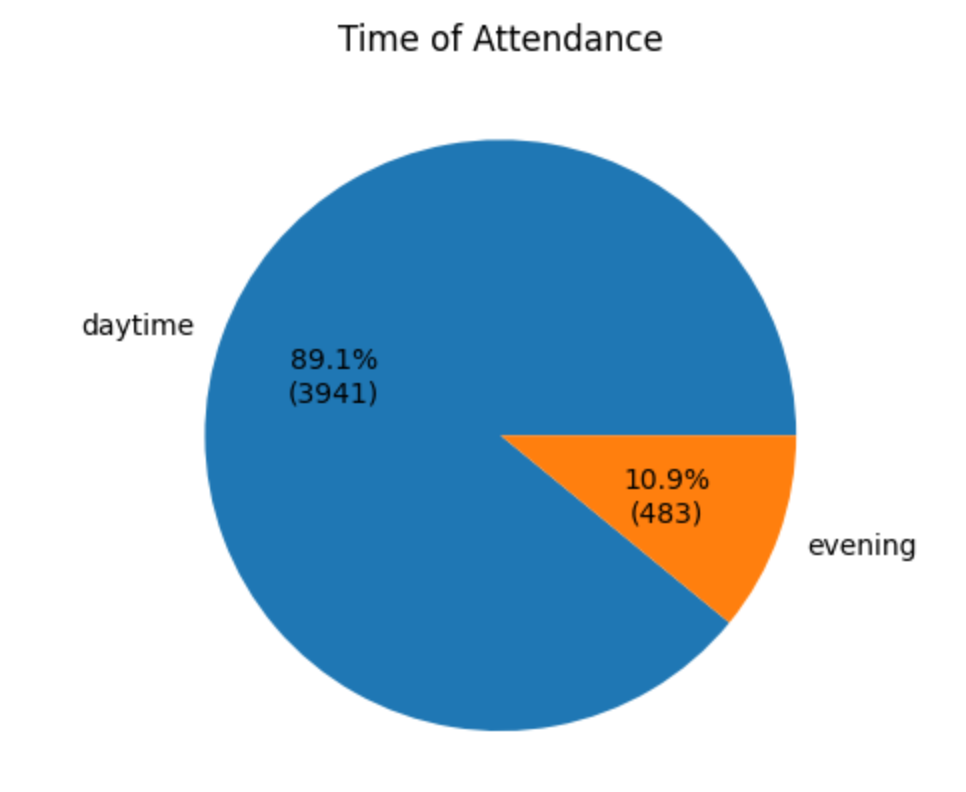 Time of Attendance
daytime
89.1%
(3941)
10.9%
(483)
evening